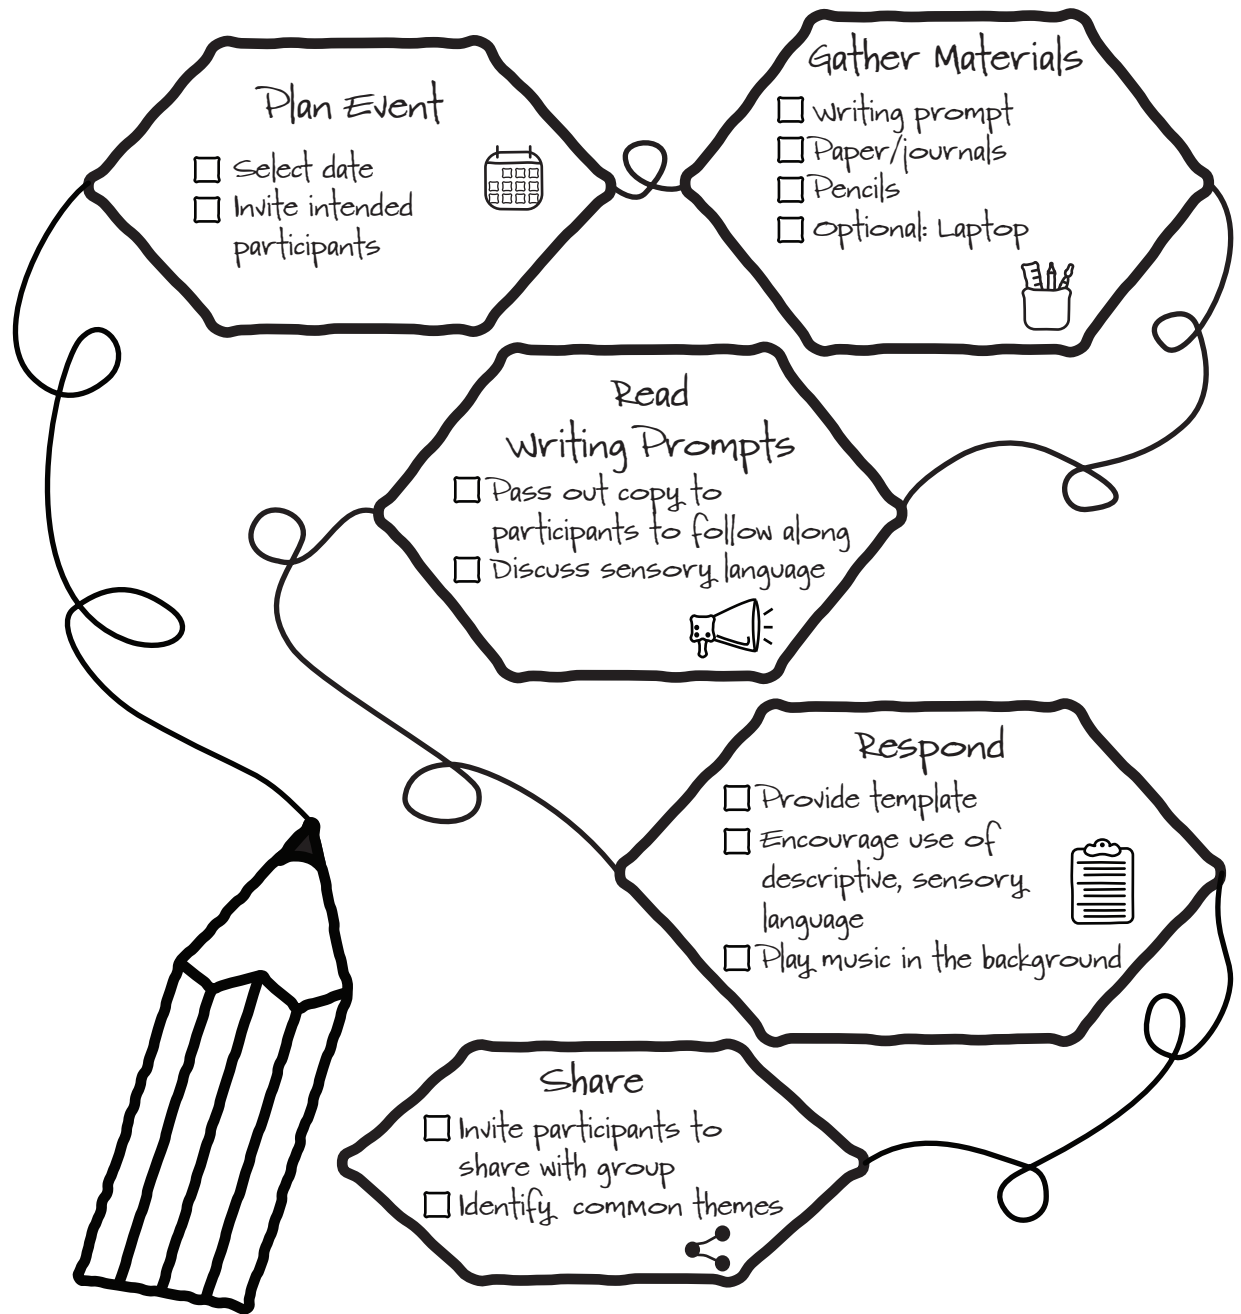 Plan Event
Select date
Invite intended
participants
Gather Materials
Writing prompt
Paper/journals
Pencils
Optional: Laptop
Read
Writing Prompts
Pass out copy to
participants to follow along
Discuss sensory language
Respond
Provide template
Encourage use of
descriptive, sensory
language
Play music in the background
Share
Invite participants to
share with group
Identify common themes